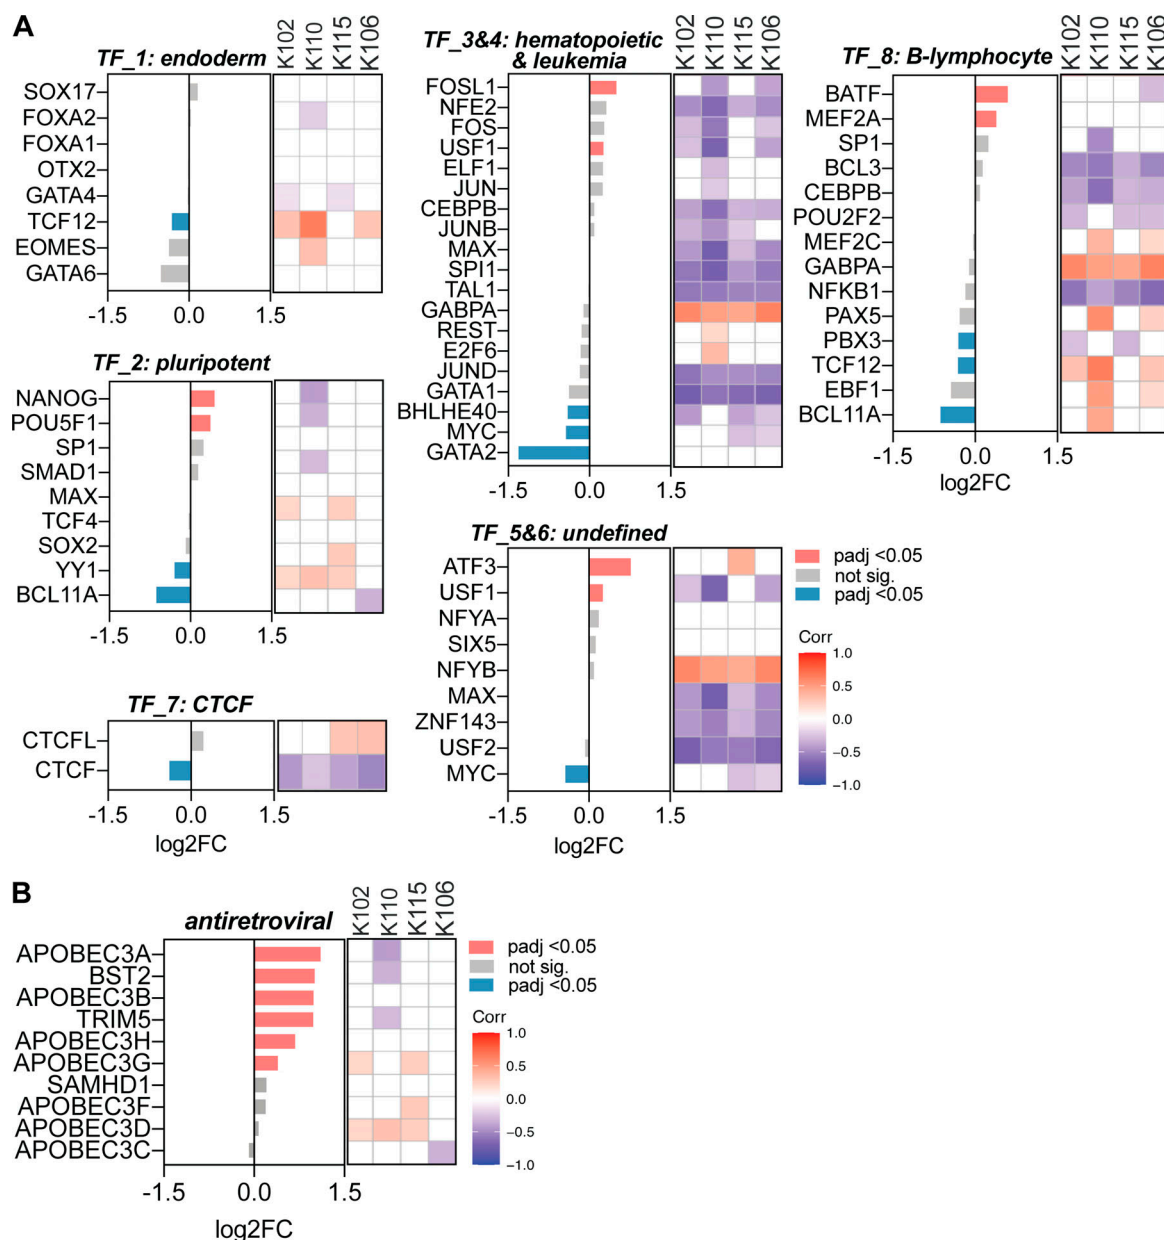 A
TF_1: endoderm
K102
K110
K115
K106
SOX17
FOXA2
FOXA1
OTX2
GATA4
TCF12
EOMES
GATA6
-1.5 0.0 1.5
TF_2: pluripotent
NANOG
POU5F1
SP1
SMAD1
MAX
TCF4
SOX2
YY1
BCL11A
-1.5 0.0 1.5
TF_7: CTCF
CTCFL
CTCF
-1.5 0.0 1.5
log2FC
TF_3&4: hematopoietic
& leukemia
K102
K110
K115
K106
FOSL1
NFE2
FOS
USF1
ELF1
JUN
CEBPB
JUNB
MAX
SPI1
TAL1
GABPA
REST
E2F6
JUND
GATA1
BHLHE40
MYC
GATA2
-1.5 0.0 1.5
TF_5&6: undefined
ATF3
USF1
NFYA
SIX5
NFYB
MAX
ZNF143
USF2
MYC
-1.5 0.0 1.5
log2FC
TF_8: B-lymphocyte
K102
K110
K115
K106
BATF
MEF2A
SP1
BCL3
CEBPB
POU2F2
MEF2C
GABPA
NFKB1
PAX5
PBX3
TCF12
EBF1
BCL11A
-1.5 0.0 1.5
log2FC
padj <0.05
not sig.
padj <0.05
Corr
1.0
0.5
0.0
-0.5
-1.0
B
antiretroviral
K102
K110
K115
K106
APOBEC3A
BST2
APOBEC3B
TRIM5
APOBEC3H
APOBEC3G
SAMHD1
APOBEC3F
APOBEC3D
APOBEC3C
-1.5 0.0 1.5
log2FC
padj <0.05
not sig.
padj <0.05
Corr
1.0
0.5
0.0
-0.5
-1.0